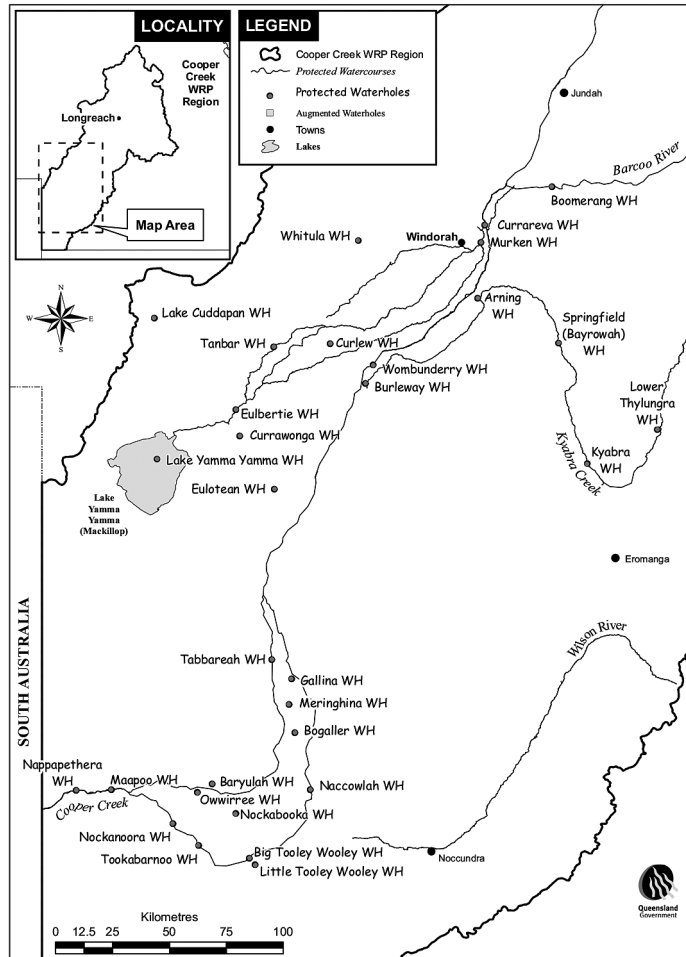 LOCALITY
Cooper
Creek
WRP
Region
Longreach
Map Area
LEGEND
Cooper Creek WRP Region
Protected Watercourses
Protected Waterholes
Augmented Waterholes
Towns
Lakes
Jundah
Barcoo River
Boomerang WH
Currareva WH
Whitula WH
Windorah
Murken WH
N
W
E
S
Arning
WH
Lake Cuddapan WH
Springfield
(Bayrowah)
WH
Tanbar WH
Curlew WH
Wombunderry WH
Burleway WH
Lower
Thylungra
WH
Eulbertie WH
Currawonga WH
Kyabra Creek
Kyabra
WH
Lake Yamma Yamma WH
Lake
Yamma
Yamma
(Mackillop)
Eulotean WH
Eromanga
SOUTH AUSTRALIA
Wilson River
Tabbareah WH
Gallina WH
Meringhina WH
Bogaller WH
Nappapethera
WH
Maapoo WH
Baryulah WH
Naccowlah WH
Owwirree WH
Cooper Creek
Nockabooka WH
Nockanoora WH
Tookabarnoo WH
Big Tooley Wooley WH
Little Tooley Wooley WH
Noccundra
Kilometres
0 12.5 25 50 75 100
Queensland
Government